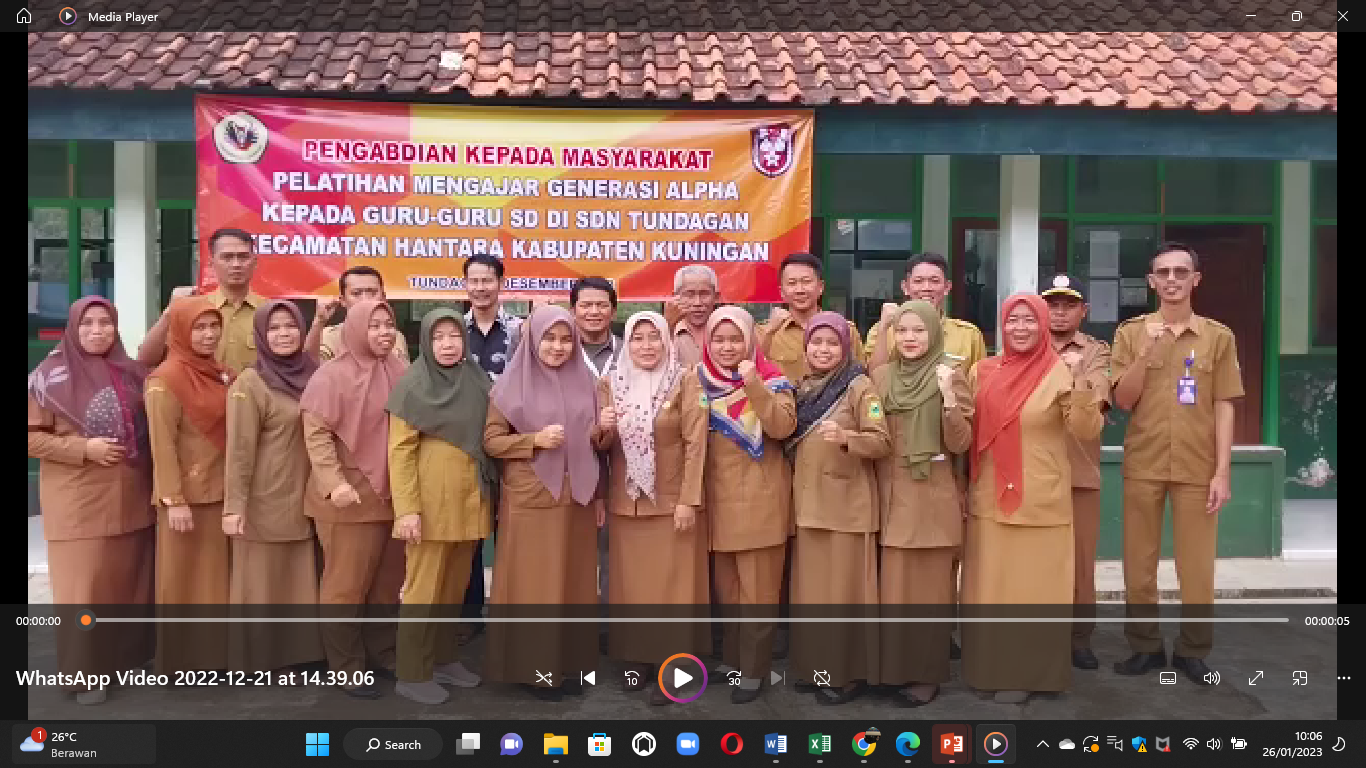 Media Player
PENGABDIAN KEPADA MASYARAKAT
PELATIHAN MENGAJAR GENERASI ALPHA
KEPADA GURU-GURU SD DI SDN TUNDAGAN
KECAMATAN HANTARA KABUPATEN KUNINGAN
DESEMBER
00:00:00
00:00:05
WhatsApp Video 2022-12-21 at 14.39.06
10
30
1
26°C
Berawan
Search
10:06
26/01/2023